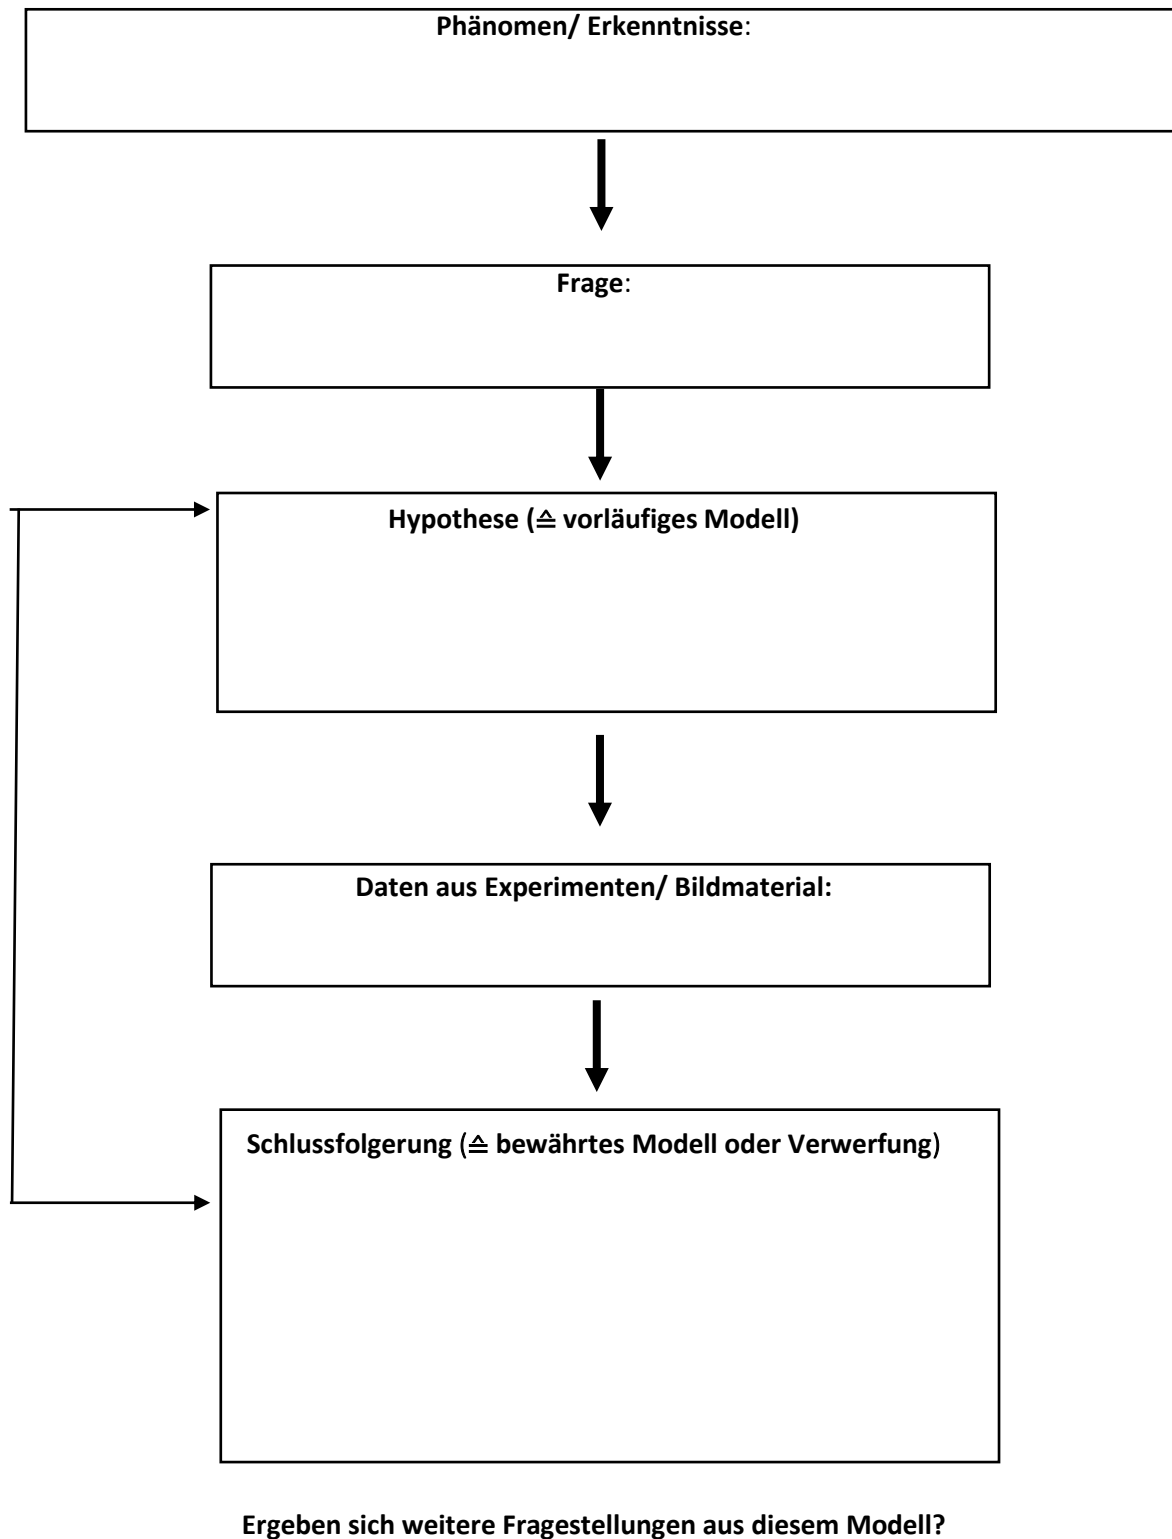 Phänomen/ Erkenntnisse:
Frage:
Hypothese (≙ vorläufiges Modell)
Daten aus Experimenten/ Bildmaterial:
Schlussfolgerung (≙ bewährtes Modell oder Verwerfung)
Ergeben sich weitere Fragestellungen aus diesem Modell?